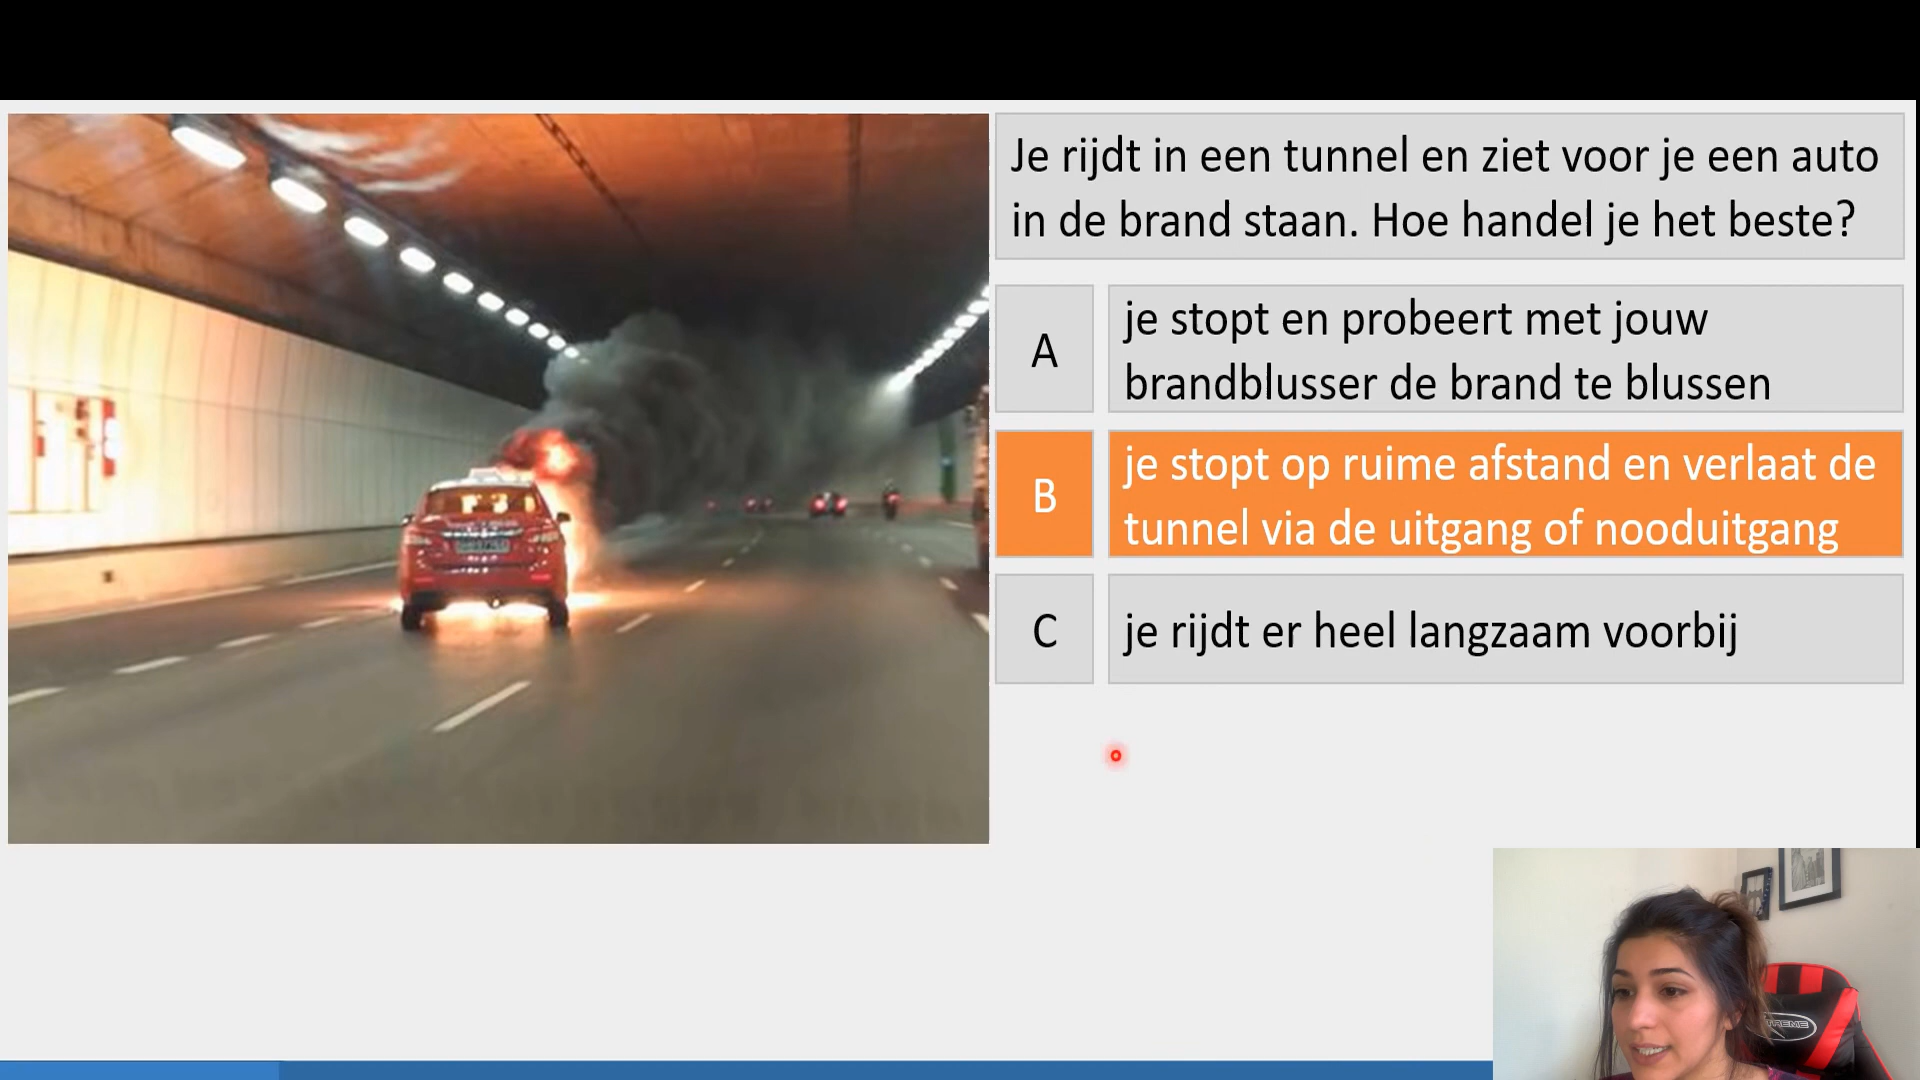 Je rijdt in een tunnel en ziet voor je een auto
in de brand staan. Hoe handel je het beste?
A
je stopt en probeert met jouw
brandblusser de brand te blussen
B
je stopt op ruime afstand en verlaat de
tunnel via de uitgang of nooduitgang
C
je rijdt er heel langzaam voorbij